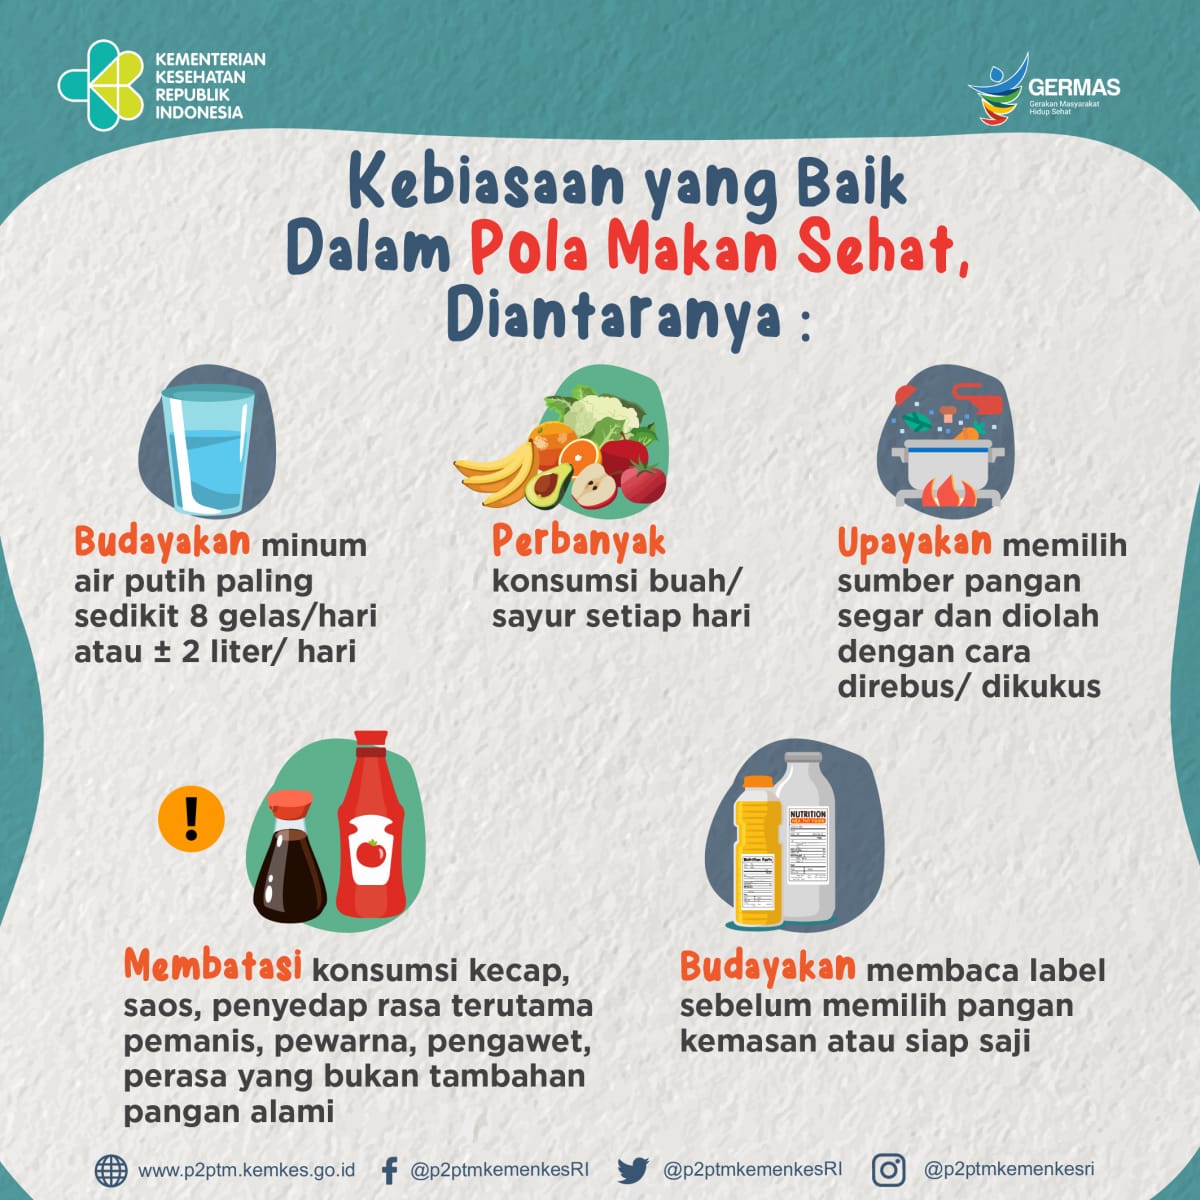 KEMENTERIAN
KESEHATAN
REPUBLIK
INDONESIA
GERMAS
Gerakan Masyarakat
Hidup Sehat
Kebiasaan yang Baik
Dalam Pola Makan Sehat,
Diantaranya :
Budayakan minum
air putih paling
sedikit 8 gelas/hari
atau ± 2 liter/ hari
Perbanyak
konsumsi buah/
sayur setiap hari
Upayakan memilih
sumber pangan
segar dan diolah
dengan cara
direbus/ dikukus
!
Membatasi konsumsi kecap,
saos, penyedap rasa terutama
pemanis, pewarna, pengawet,
perasa yang bukan tambahan
pangan alami
NUTRITION
Nutrition Facts
Budayakan membaca label
sebelum memilih pangan
kemasan atau siap saji
www.p2ptm.kemkes.go.id
@p2ptmkemenkesRI
@p2ptmkemenkesRI
@p2ptmkemenkesri